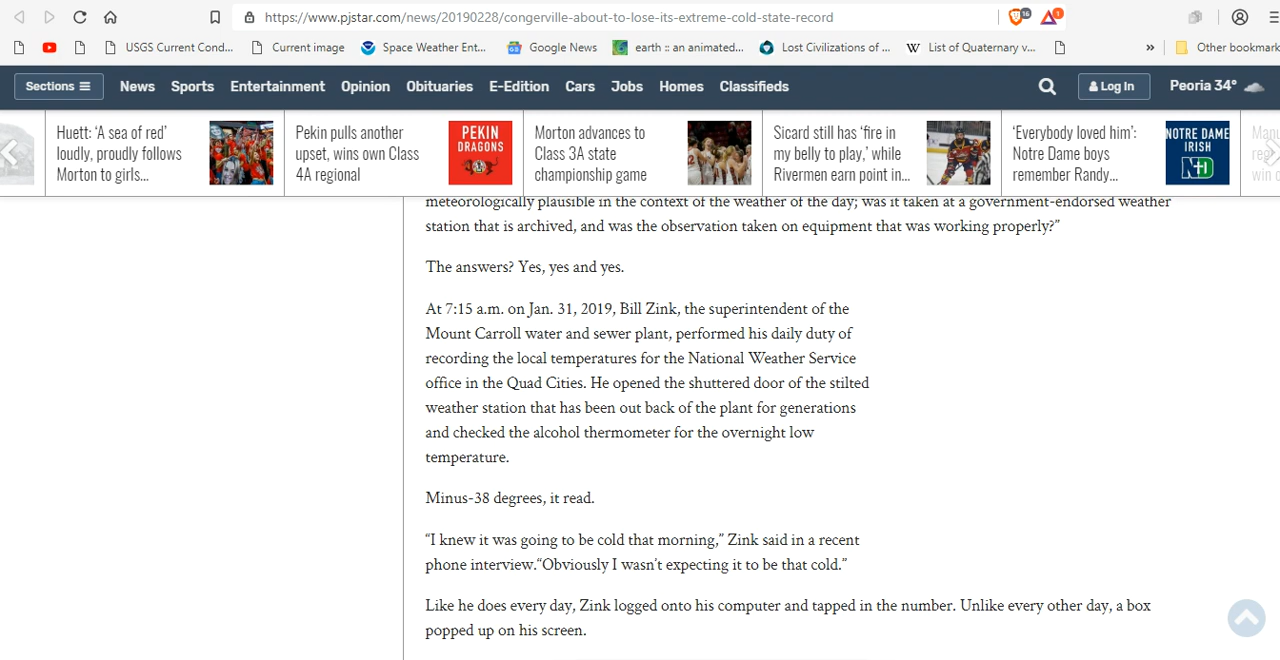 https://www.pjstar.com/news/20190228/congerville-about-to-lose-its-extreme-cold-state-record
16
1
USGS Current Cond...
Current image
Space Weather Ent...
Google News
earth :: an animated...
Lost Civilizations of ...
W List of Quaternary v...
»
Other bookmark
Sections
News
Sports
Entertainment
Opinion
Obituaries
E-Edition
Cars
Jobs
Homes
Classifieds
Log In
Peoria 34°
Huett: ‘A sea of red’
loudly, proudly follows
Morton to girls...
Pekin pulls another
upset, wins own Class
4A regional
PEKIN
DRAGONS
Morton advances to
Class 3A state
championship game
Sicard still has ‘fire in
my belly to play,’ while
Rivermen earn point in...
‘Everybody loved him’:
Notre Dame boys
remember Randy...
NOTRE DAME
IRISH
ND
Manu
reg
win c
meteorologically plausible in the context of the weather of the day; was it taken at a government-endorsed weather
station that is archived, and was the observation taken on equipment that was working properly?”
The answers? Yes, yes and yes.
At 7:15 a.m. on Jan. 31, 2019, Bill Zink, the superintendent of the
Mount Carroll water and sewer plant, performed his daily duty of
recording the local temperatures for the National Weather Service
office in the Quad Cities. He opened the shuttered door of the stilted
weather station that has been out back of the plant for generations
and checked the alcohol thermometer for the overnight low
temperature.
Minus-38 degrees, it read.
“I knew it was going to be cold that morning,” Zink said in a recent
phone interview.“Obviously I wasn’t expecting it to be that cold.”
Like he does every day, Zink logged onto his computer and tapped in the number. Unlike every other day, a box
popped up on his screen.